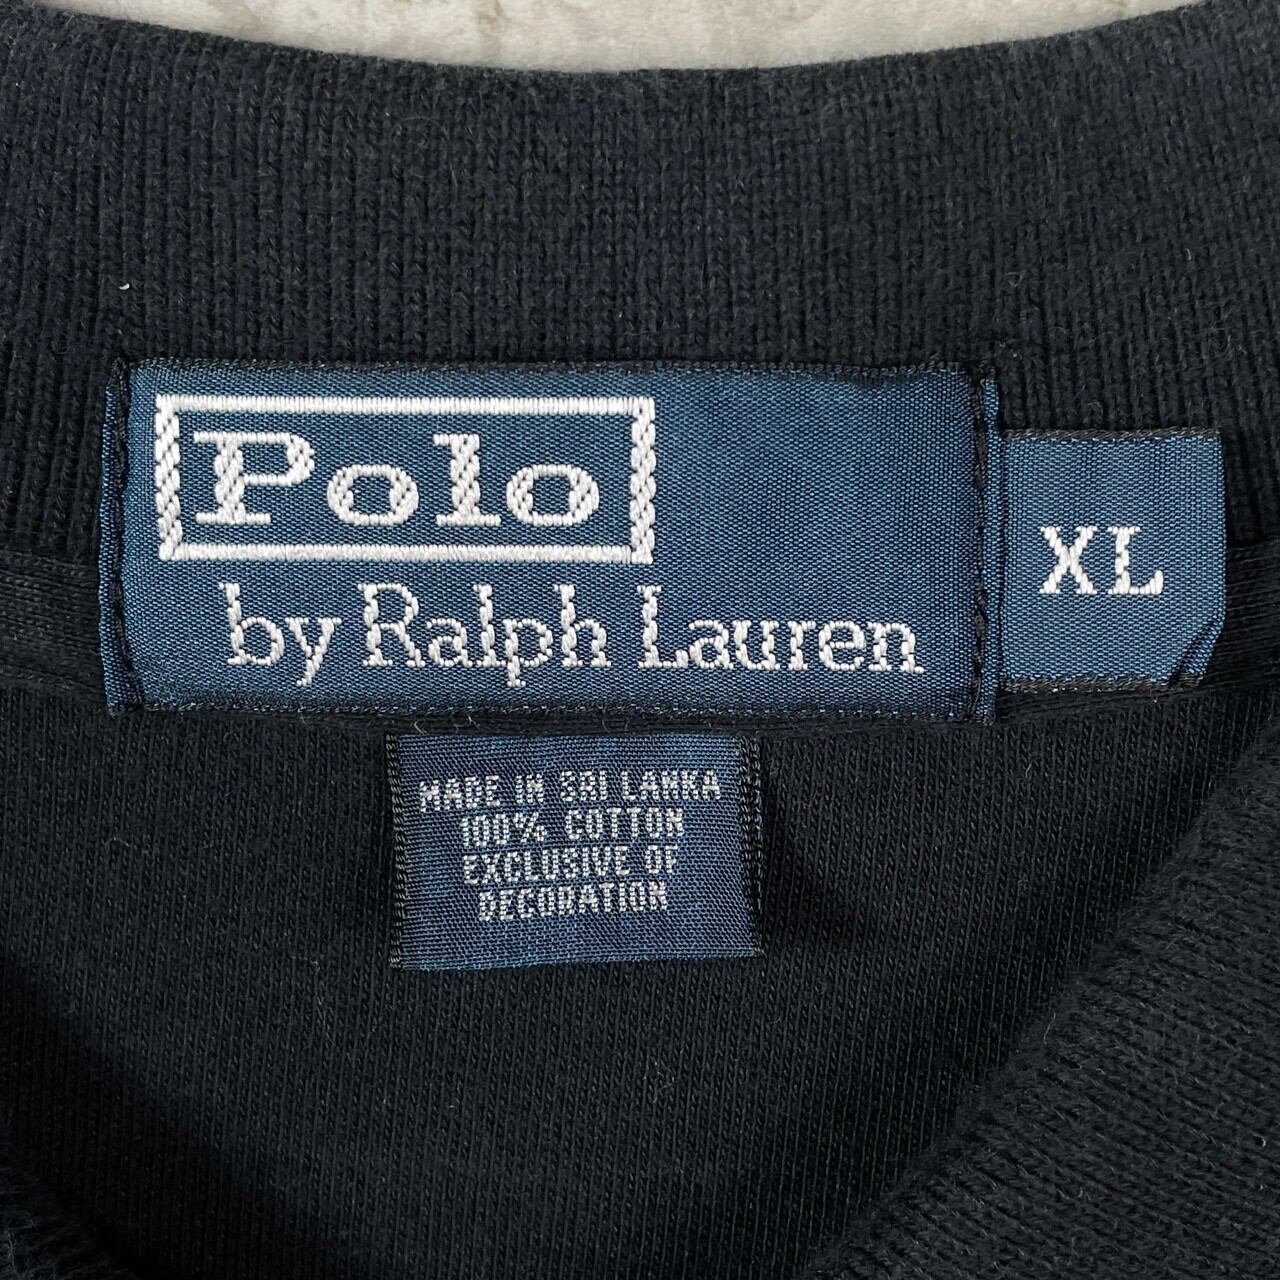 Polo
by Ralph Lauren
XL
MADE IN SRI LANKA
100% COTTON
EXCLUSIVE OF
DECORATION